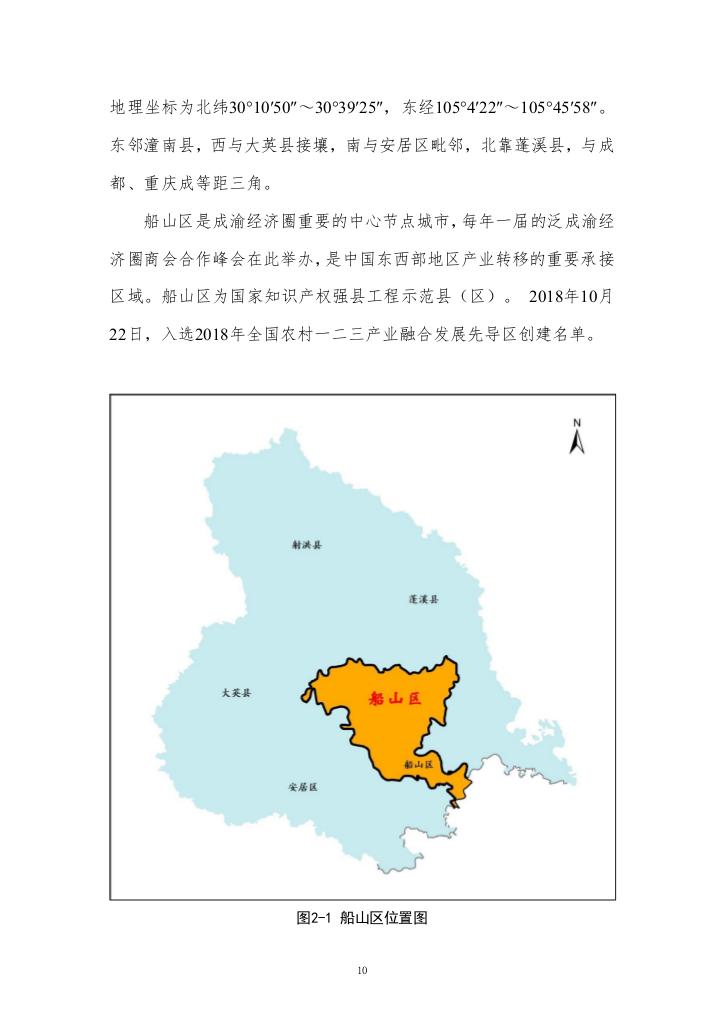 地理坐标为北纬30°10′50″～30°39′25″，东经105°4′22″～105°45′58″。
东邻潼南县，西与大英县接壤，南与安居区毗邻，北靠蓬溪县，与成
都、重庆成等距三角。
船山区是成渝经济圈重要的中心节点城市，每年一届的泛成渝经
济圈商会合作峰会在此举办，是中国东西部地区产业转移的重要承接
区域。船山区为国家知识产权强县工程示范县（区）。 2018年10月
22日，入选2018年全国农村一二三产业融合发展先导区创建名单。
N
射洪县
蓬溪县
大英县
船山区
船山区
安居区
图2-1 船山区位置图
10